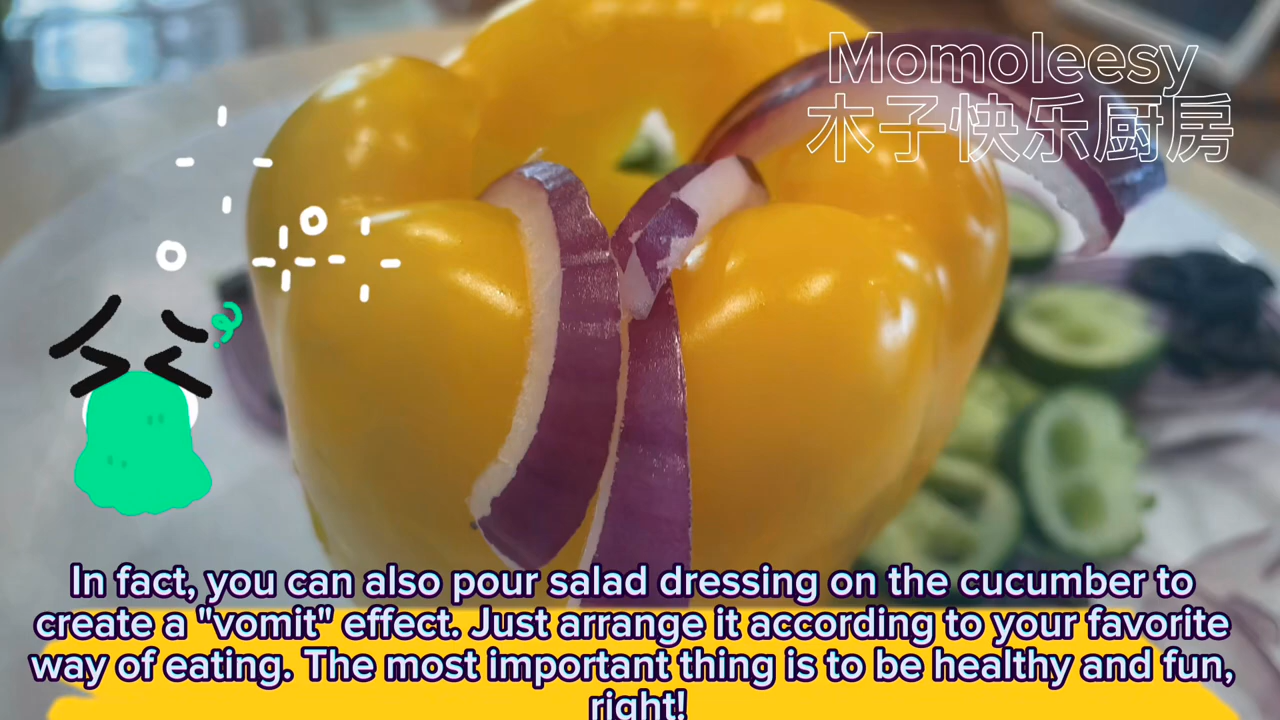 Momoleesy
木子快乐厨房
In fact, you can also pour salad dressing on the cucumber to
create a "vomit" effect. Just arrange it according to your favorite
way of eating. The most important thing is to be healthy and fun,
right!